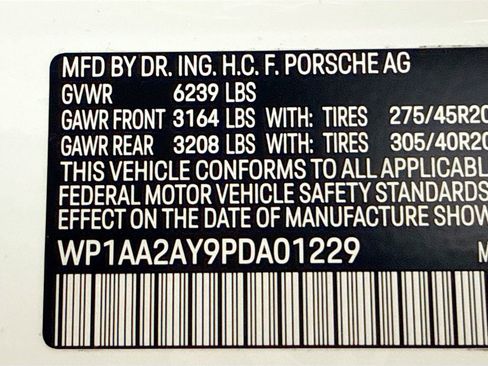 MFD BY DR. ING. H.C. F. PORSCHE AG
GVWR 6239 LBS
GAWR FRONT 3164 LBS WITH: TIRES 275/45R20
GAWR REAR 3208 LBS WITH: TIRES 305/40R20
THIS VEHICLE CONFORMS TO ALL APPLICABL
FEDERAL MOTOR VEHICLE SAFETY STANDARDS
EFFECT ON THE DATE OF MANUFACTURE SHOW
WP1AA2AY9PDA01229 M